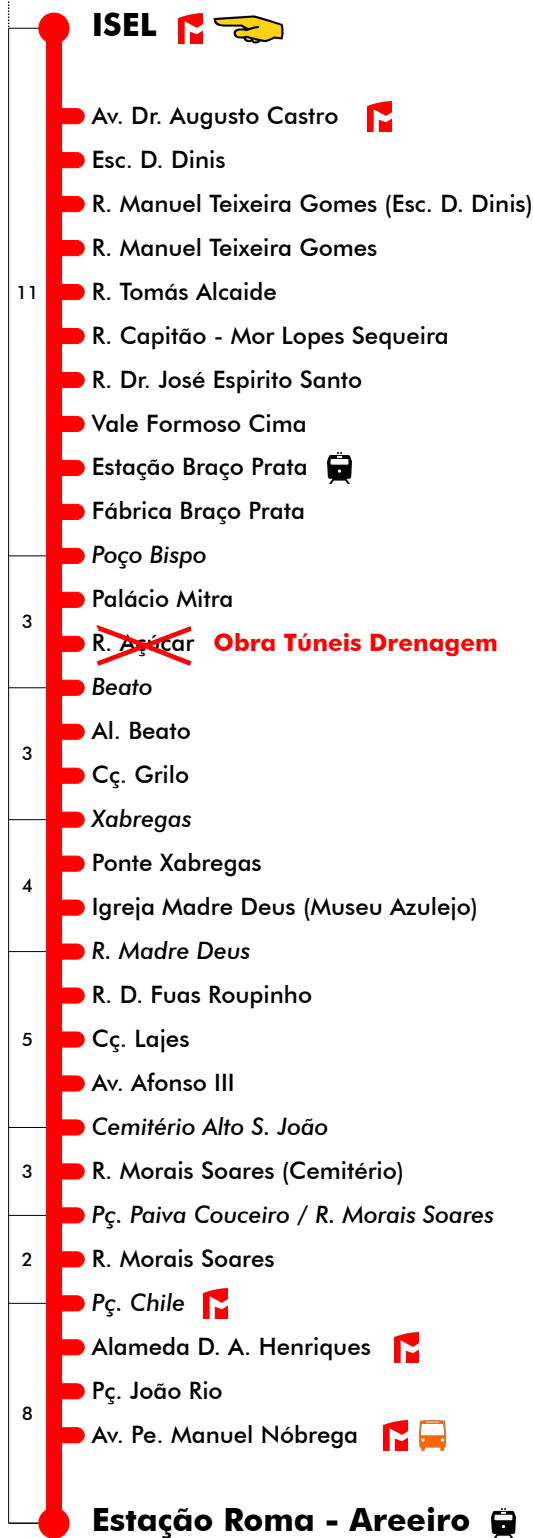 ISEL
Av. Dr. Augusto Castro
Esc. D. Dinis
R. Manuel Teixeira Gomes (Esc. D. Dinis)
R. Manuel Teixeira Gomes
11 R. Tomás Alcaide
R. Capitão - Mor Lopes Sequeira
R. Dr. José Espirito Santo
Vale Formoso Cima
Estação Braço Prata
Fábrica Braço Prata
Poço Bispo
Palácio Mitra
3
R. Açúcar Obra Túneis Drenagem
Beato
Al. Beato
3
Cç. Grilo
Xabregas
Ponte Xabregas
4
Igreja Madre Deus (Museu Azulejo)
R. Madre Deus
R. D. Fuas Roupinho
5 Cç. Lajes
Av. Afonso III
Cemitério Alto S. João
3 R. Morais Soares (Cemitério)
Pç. Paiva Couceiro / R. Morais Soares
2 R. Morais Soares
Pç. Chile
Alameda D. A. Henriques
Pç. João Rio
8
Av. Pe. Manuel Nóbrega
Estação Roma - Areeiro